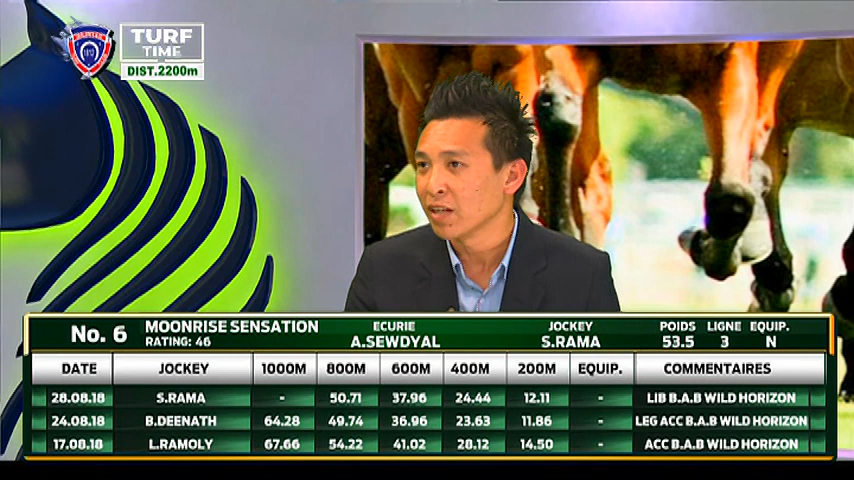 TURF
TIME
DIST.2200m
1812
No. 6 MOONRISE SENSATION ECURIE JOCKEY POIDS LIGNE EQUIP.
RATING: 46 A.SEWDYAL S.RAMA 53.5 3 N
DATE JOCKEY 1000M 800M 600M 400M 200M EQUIP. COMMENTAIRES
28.08.18 S.RAMA - 50.71 37.96 24.44 12.11 - LIB B.A.B WILD HORIZON
24.08.18 B.DEENATH 64.28 49.74 36.96 23.63 11.86 - LEG ACC B.A.B WILD HORIZON
17.08.18 L.RAMOLY 67.66 54.22 41.02 28.12 14.50 - ACC B.A.B WILD HORIZON